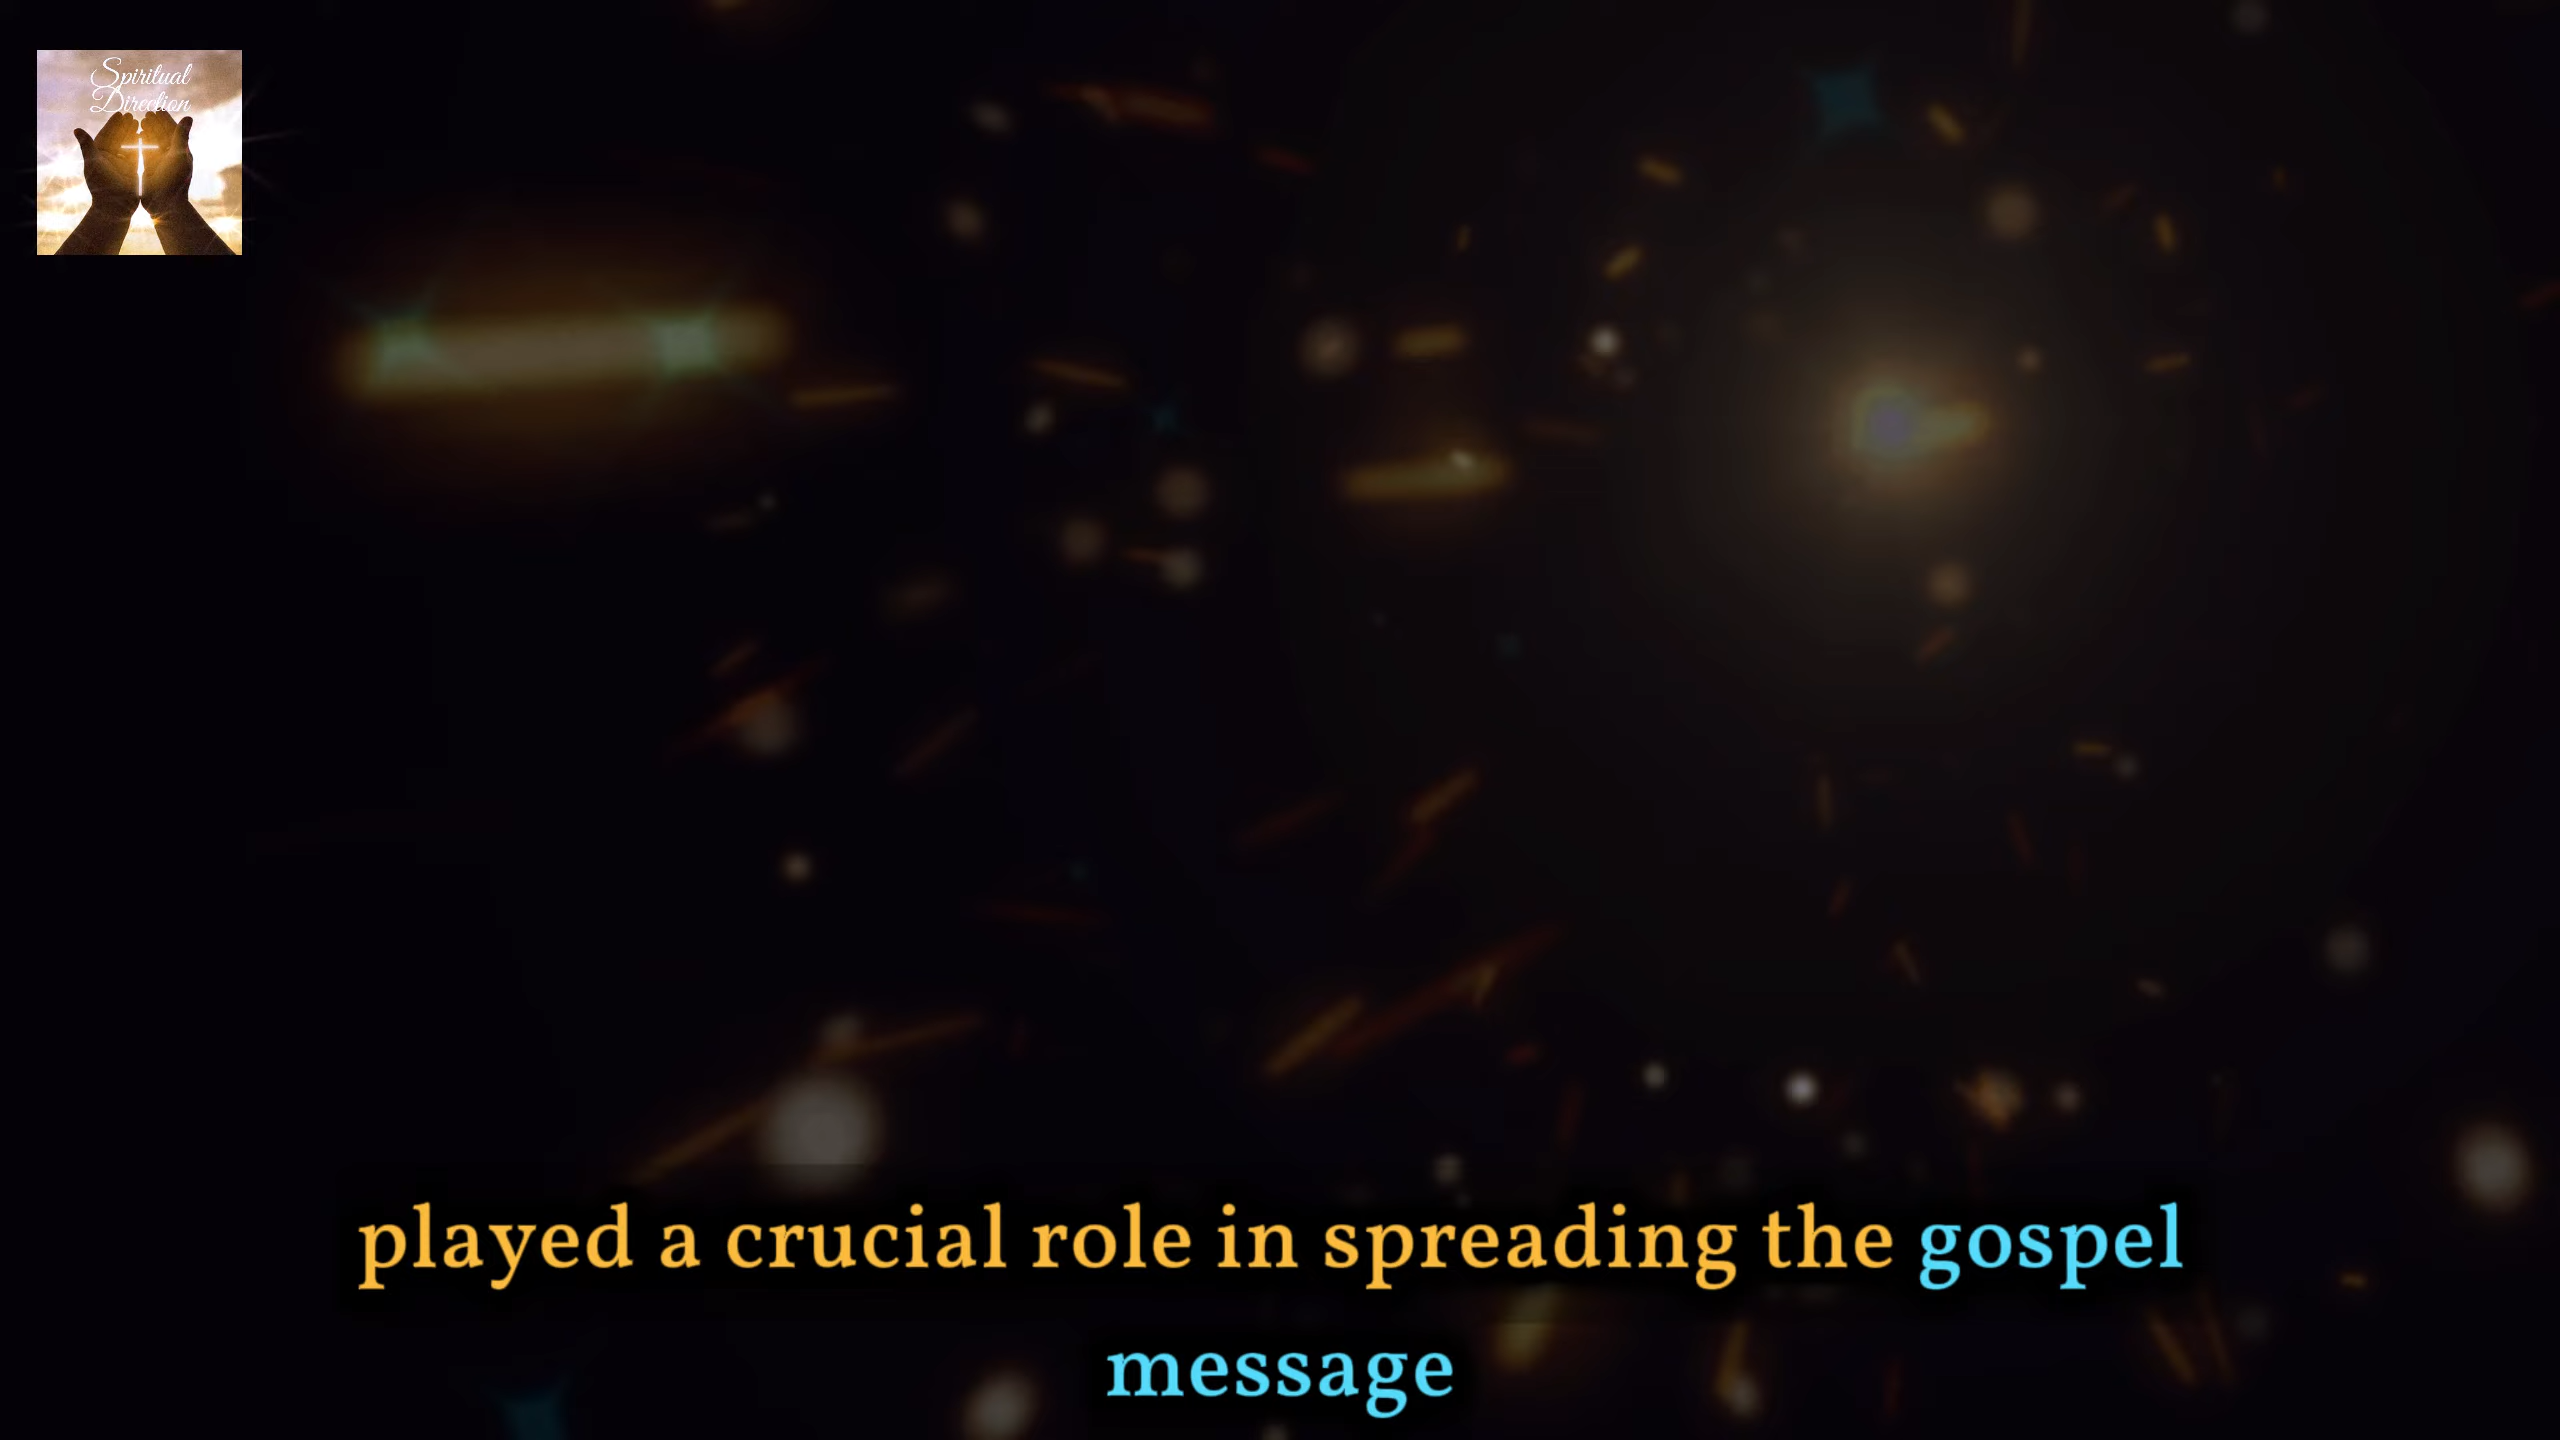 Spiritual
Direction
played a crucial role in spreading the gospel
message